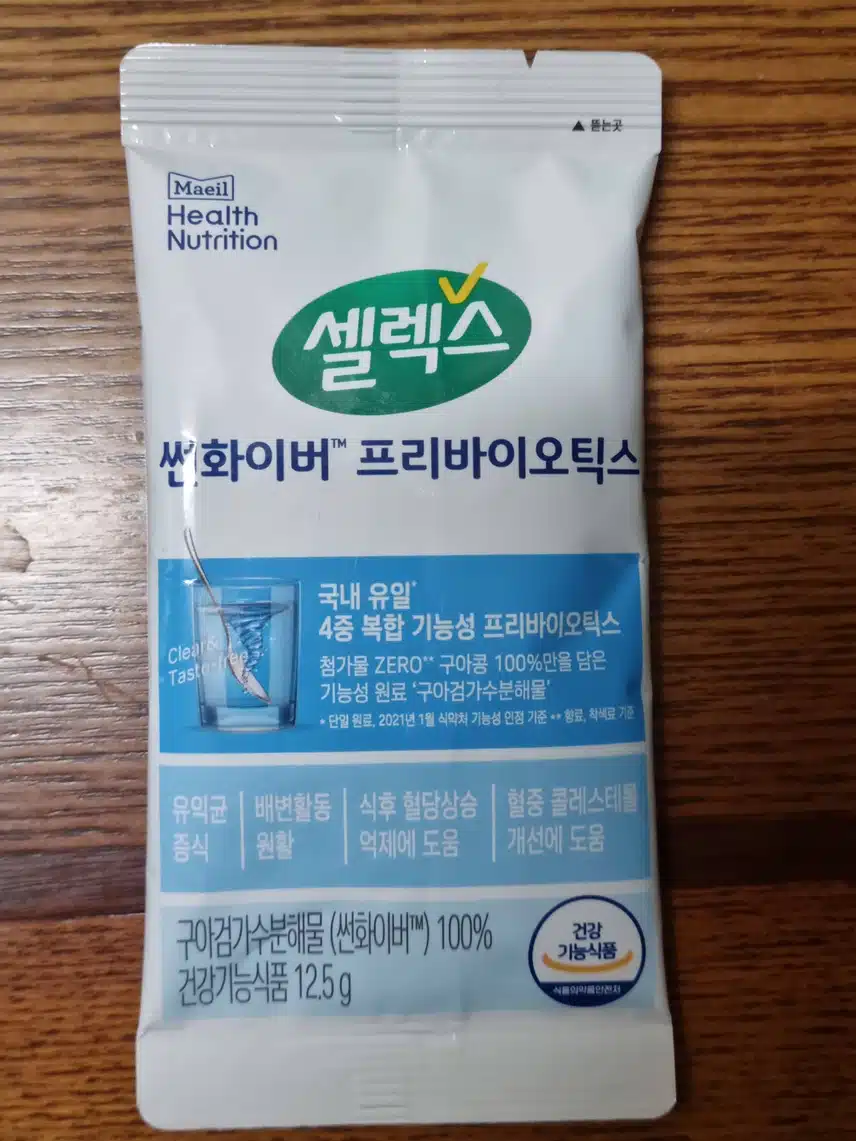 ▲ 뜯는곳
Maeil
Health
Nutrition
셀렉스
썬화이버™ 프리바이오틱스
국내 유일*
4중 복합 기능성 프리바이오틱스
Clear&
Taste-free
첨가물 ZERO** 구아콩 100%만을 담은
기능성 원료 ‘구아검가수분해물’
* 단일 원료, 2021년 1월 식약처 기능성 인정 기준 ** 향료, 착색료 기준
유익균
증식
배변활동
원활
식후 혈당상승
억제에 도움
혈중 콜레스테롤
개선에 도움
구아검가수분해물 (썬화이버™) 100%
건강기능식품 12.5 g
건강
기능식품
식품의약품안전처